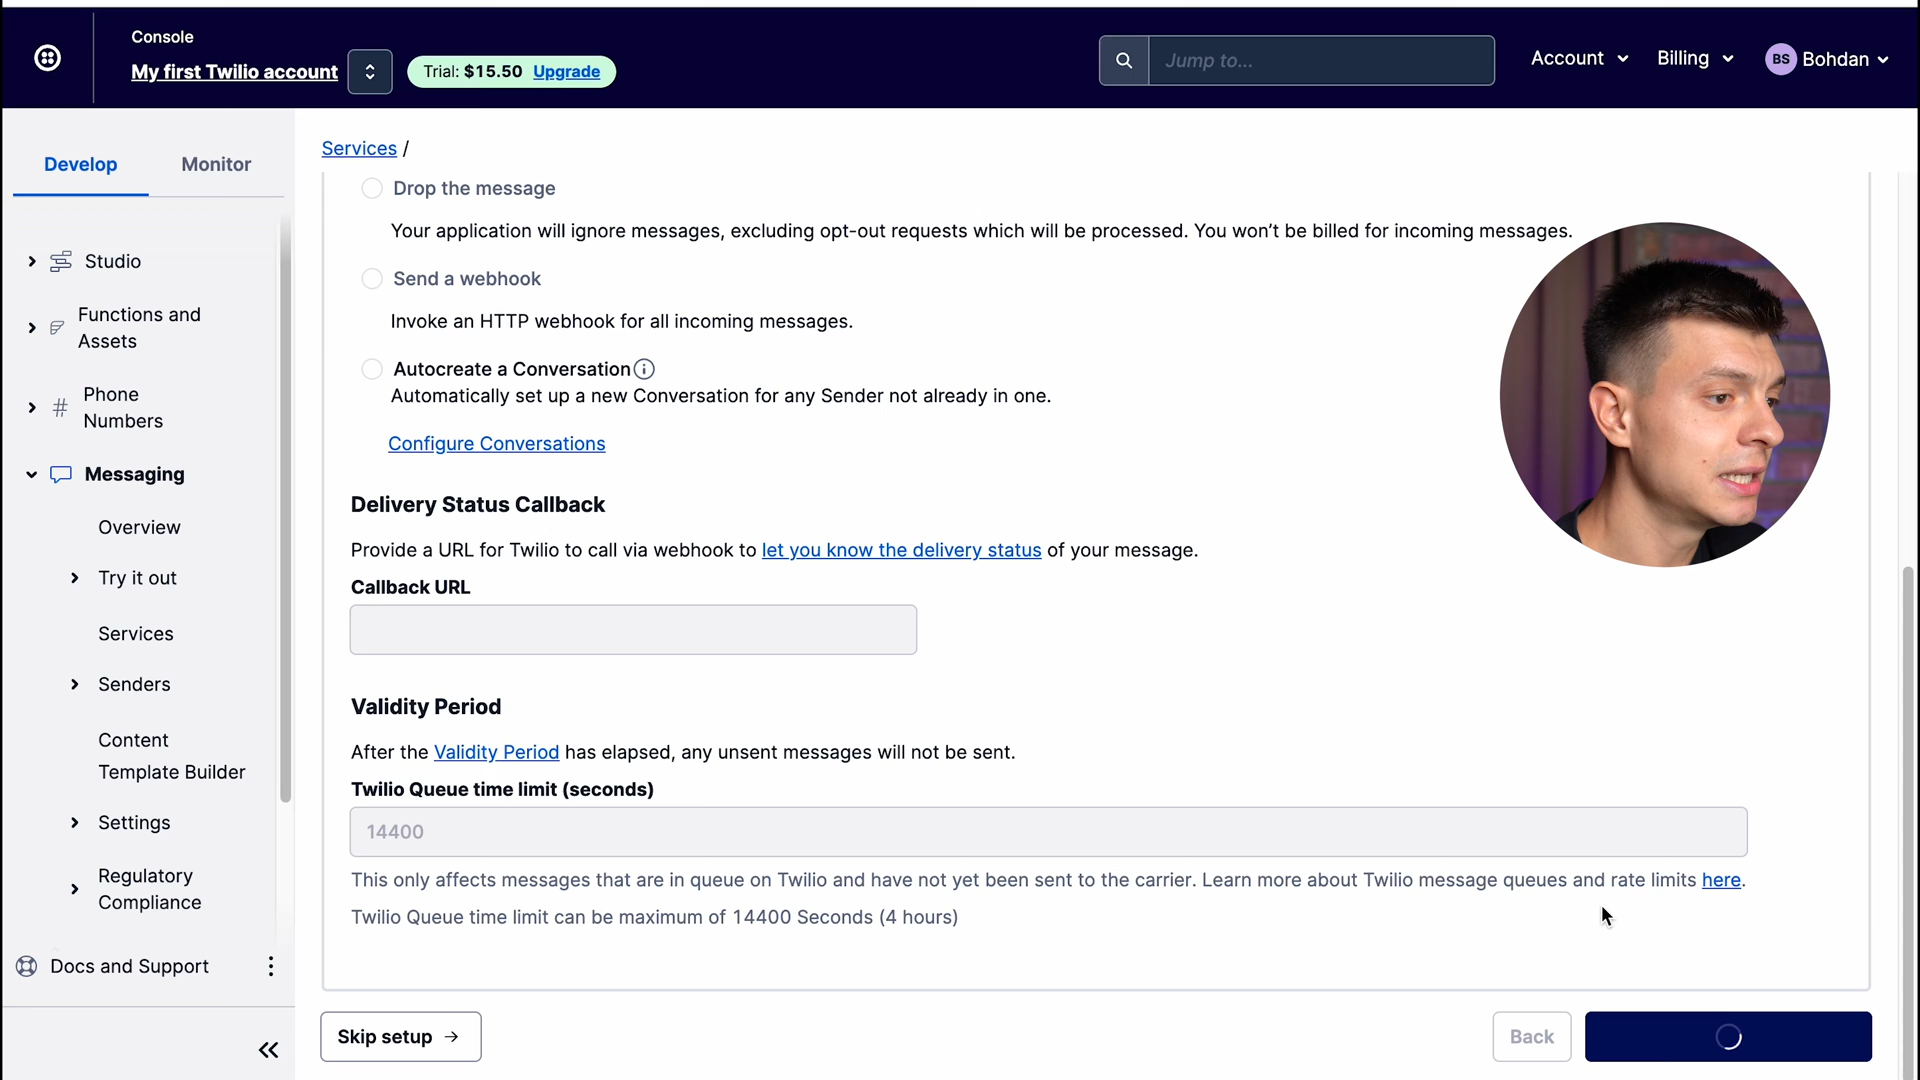 Console
My first Twilio account
Trial: $15.50 Upgrade
Jump to...
Account
Billing
BS Bohdan
Develop
Monitor
Studio
Functions and
Assets
# Phone
Numbers
Messaging
Overview
Try it out
Services
Senders
Content
Template Builder
Settings
Regulatory
Compliance
Docs and Support
Services /
Drop the message
Your application will ignore messages, excluding opt-out requests which will be processed. You won’t be billed for incoming messages.
Send a webhook
Invoke an HTTP webhook for all incoming messages.
Autocreate a Conversation
Automatically set up a new Conversation for any Sender not already in one.
Configure Conversations
Delivery Status Callback
Provide a URL for Twilio to call via webhook to let you know the delivery status of your message.
Callback URL
Validity Period
After the Validity Period has elapsed, any unsent messages will not be sent.
Twilio Queue time limit (seconds)
14400
This only affects messages that are in queue on Twilio and have not yet been sent to the carrier. Learn more about Twilio message queues and rate limits here.
Twilio Queue time limit can be maximum of 14400 Seconds (4 hours)
Skip setup →
Back